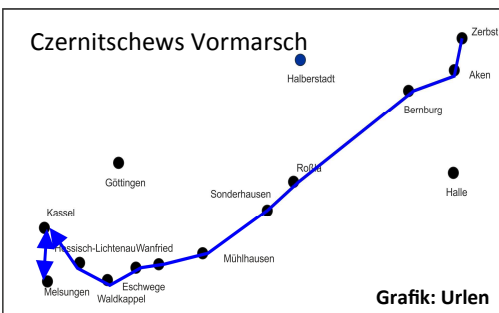 Czernitschews Vormarsch
Zerbst
Halberstadt
Aken
Bernburg
Göttingen
Roßla
Halle
Sonderhausen
Kassel
Hessisch-Lichtenau
Wanfried
Mühlhausen
Eschwege
Melsungen
Waldkappel
Grafik: Urlen